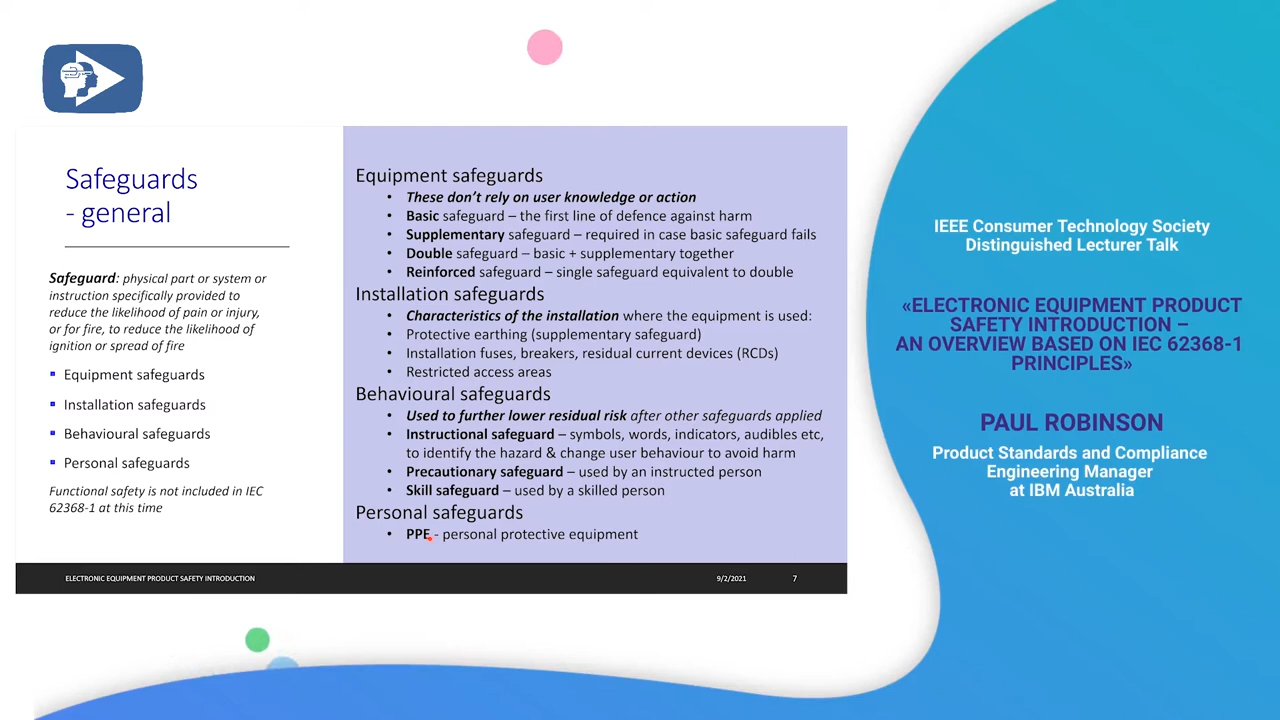 Safeguards
- general
Safeguard: physical part or system or
instruction specifically provided to
reduce the likelihood of pain or injury,
or for fire, to reduce the likelihood of
ignition or spread of fire
▪ Equipment safeguards
▪ Installation safeguards
▪ Behavioural safeguards
▪ Personal safeguards
Functional safety is not included in IEC
62368-1 at this time
Equipment safeguards
• These don't rely on user knowledge or action
• Basic safeguard – the first line of defence against harm
• Supplementary safeguard – required in case basic safeguard fails
• Double safeguard – basic + supplementary together
• Reinforced safeguard – single safeguard equivalent to double
Installation safeguards
• Characteristics of the installation where the equipment is used:
• Protective earthing (supplementary safeguard)
• Installation fuses, breakers, residual current devices (RCDs)
• Restricted access areas
Behavioural safeguards
• Used to further lower residual risk after other safeguards applied
• Instructional safeguard – symbols, words, indicators, audibles etc,
to identify the hazard & change user behaviour to avoid harm
• Precautionary safeguard – used by an instructed person
• Skill safeguard – used by a skilled person
Personal safeguards
• PPE - personal protective equipment
ELECTRONIC EQUIPMENT PRODUCT SAFETY INTRODUCTION
9/2/2021
7
IEEE Consumer Technology Society
Distinguished Lecturer Talk
«ELECTRONIC EQUIPMENT PRODUCT
SAFETY INTRODUCTION –
AN OVERVIEW BASED ON IEC 62368-1
PRINCIPLES»
PAUL ROBINSON
Product Standards and Compliance
Engineering Manager
at IBM Australia